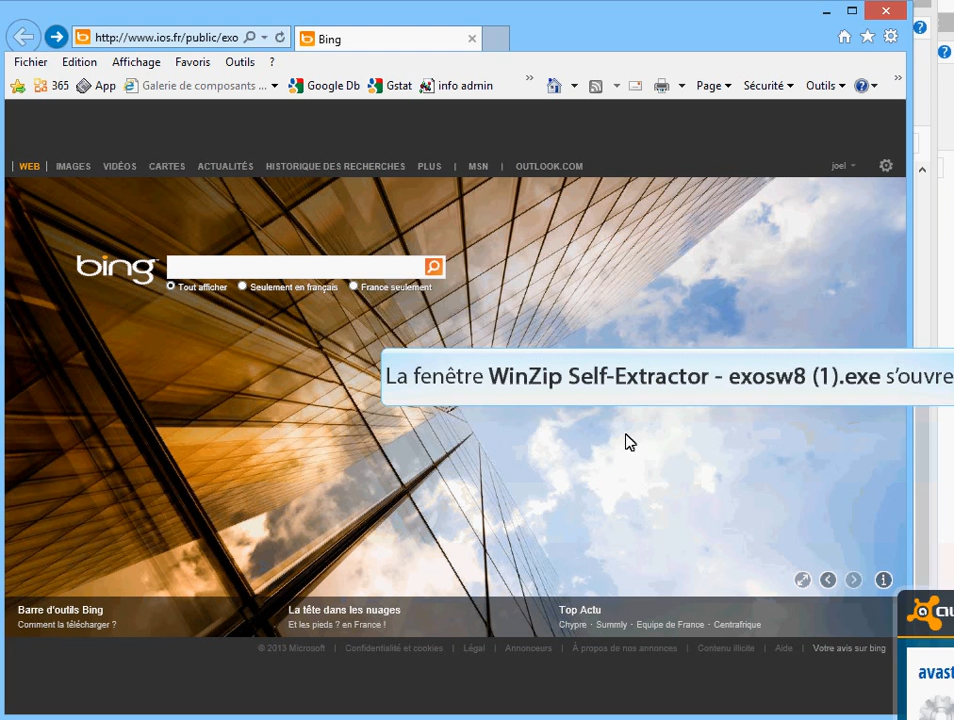 http://www.ios.fr/public/exo
Bing
Fichier Edition Affichage Favoris Outils ?
365 App Galerie de composants ... Google Db Gstat info admin » Page Sécurité Outils »
WEB | IMAGES VIDÉOS CARTES ACTUALITÉS HISTORIQUE DES RECHERCHES PLUS | MSN | OUTLOOK.COM joel
bing
Tout afficher Seulement en français France seulement
La fenêtre WinZip Self-Extractor - exosw8 (1).exe s'ouvre
Barre d'outils Bing La tête dans les nuages Top Actu
Comment la télécharger ? Et les pieds ? en France ! Chypre · Summly · Equipe de France · Centrafrique
© 2013 Microsoft | Confidentialité et cookies | Légal | Annonceurs | À propos de nos annonces | Contenu illicite | Aide | Votre avis sur bing
avast